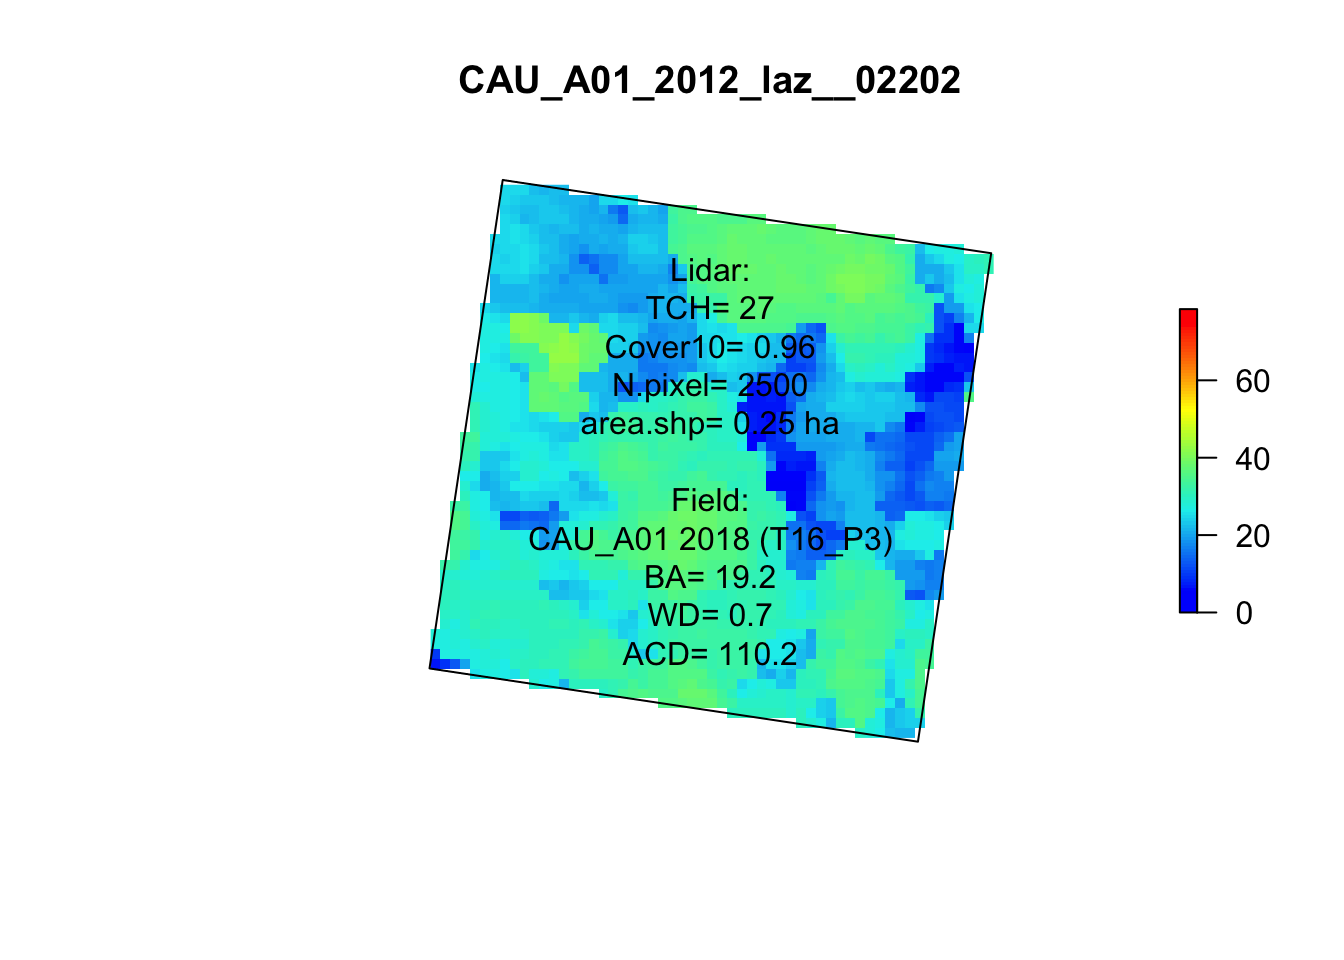 CAU_A01_2012_laz__02202
Lidar:
TCH= 27
Cover10= 0.96
N.pixel= 2500
area.shp= 0.25 ha
Field:
CAU_A01 2018 (T16_P3)
BA= 19.2
WD= 0.7
ACD= 110.2
60
40
20
0